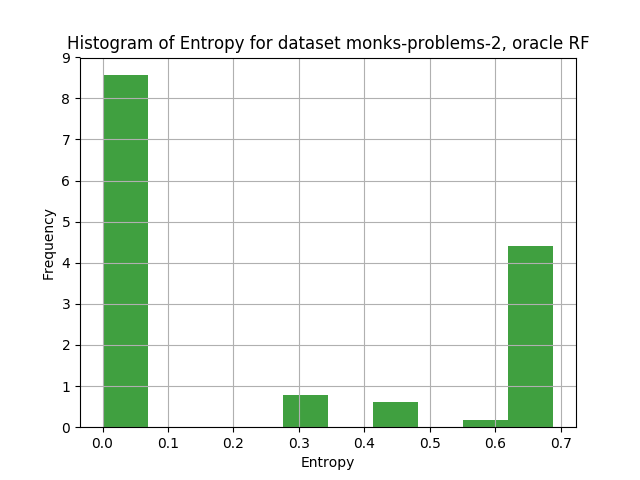 Histogram of Entropy for dataset monks-problems-2, oracle RF
9
8
7
6
5
4
3
2
1
0
Frequency
0.0 0.1 0.2 0.3 0.4 0.5 0.6 0.7
Entropy